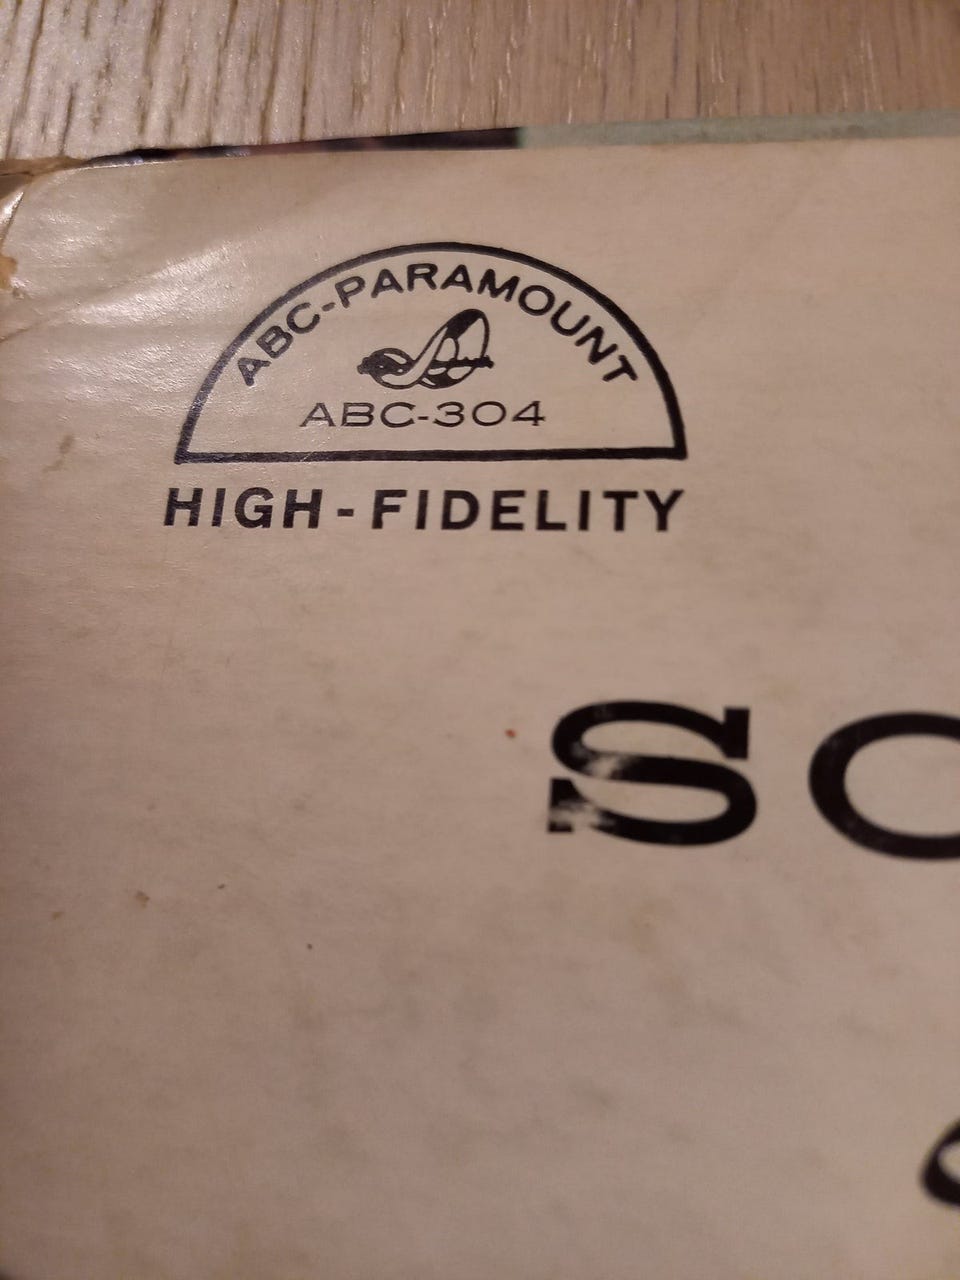 ABC-PARAMOUNT
ABC-304
HIGH-FIDELITY
SO